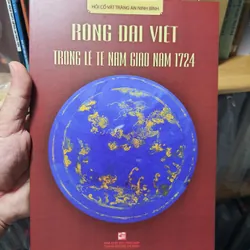 HỘI CỔ VẬT TRÀNG AN NINH BÌNH
RỒNG ĐẠI VIỆT
TRONG LỄ TẾ NAM GIAO NĂM 1724